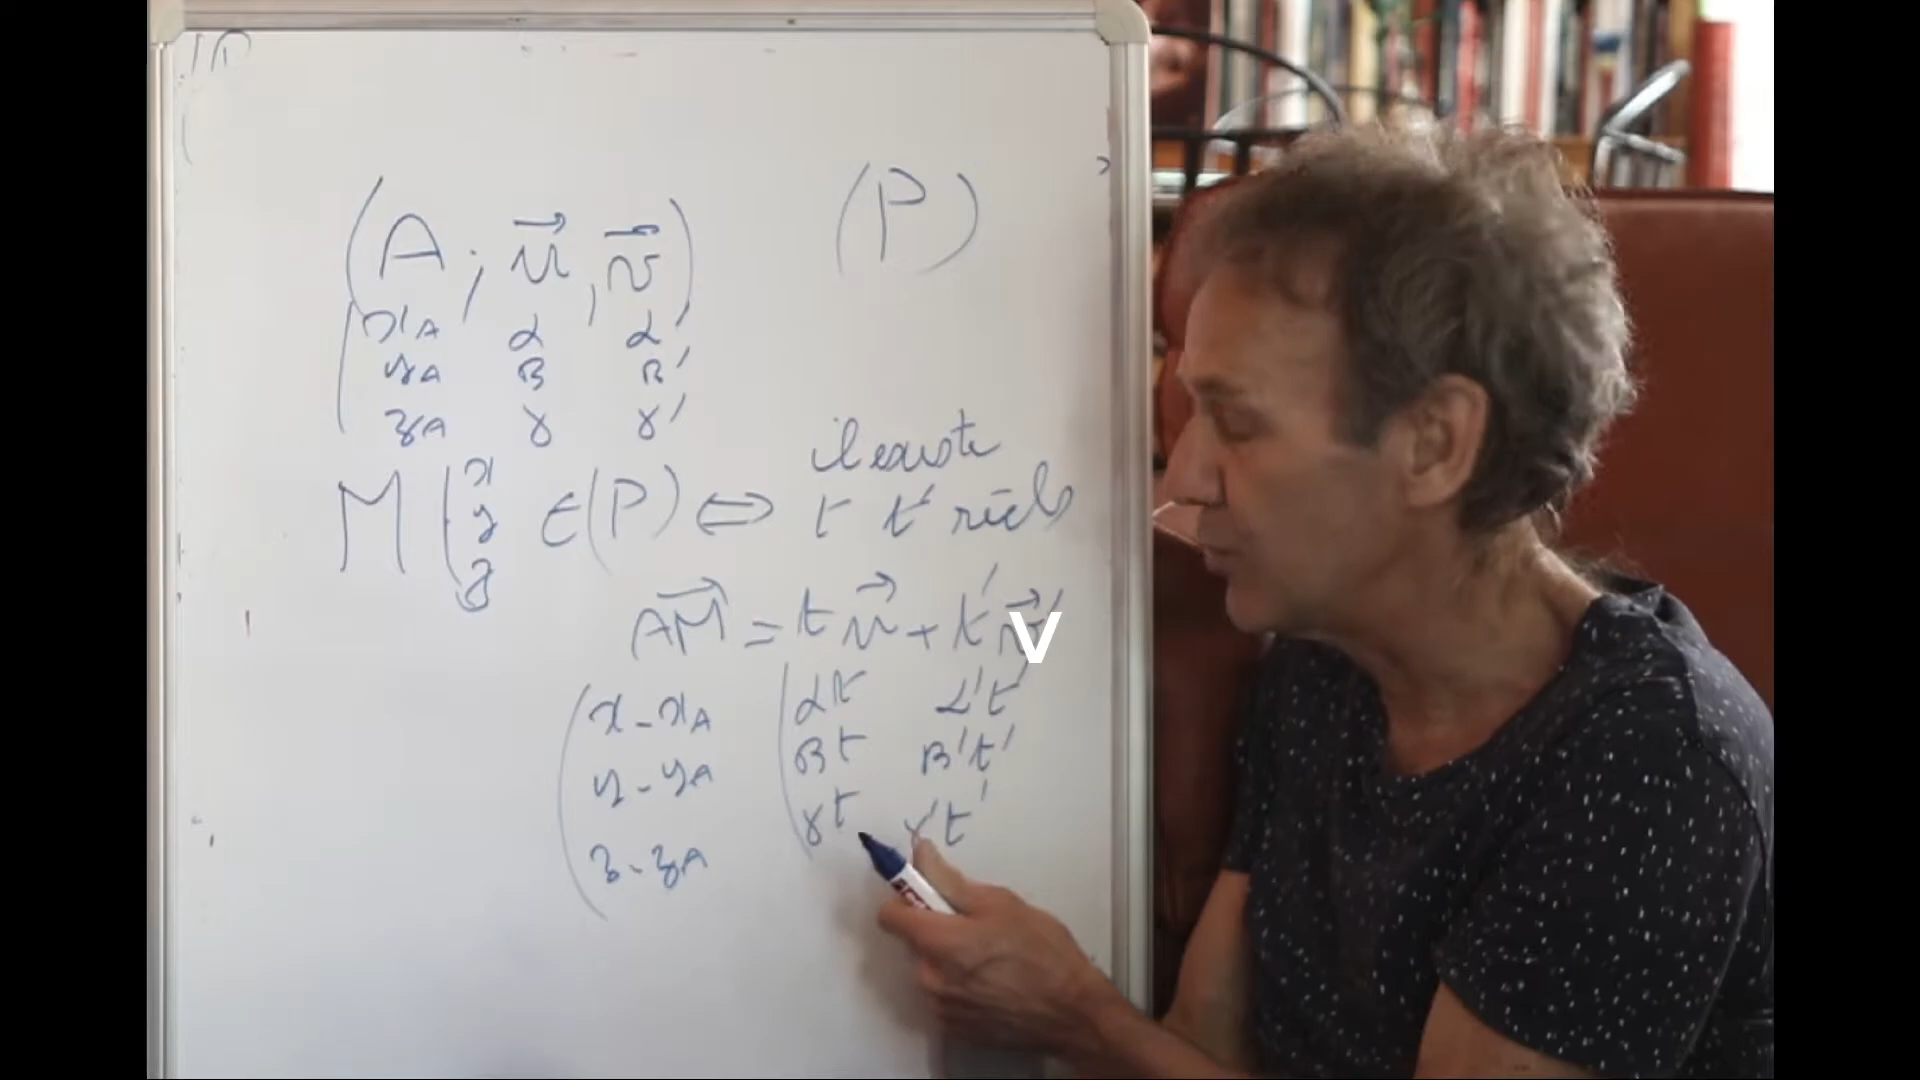 (A ; u⃗ , v⃗) (P)
xA α α'
yA β β'
zA γ γ'
il existe
M | x y z ∈ (P) ⇔ t t' réels
AM⃗ = t u⃗ + t' v⃗
V
x - xA αt α't'
y - yA βt β't'
z - zA γt γ't'